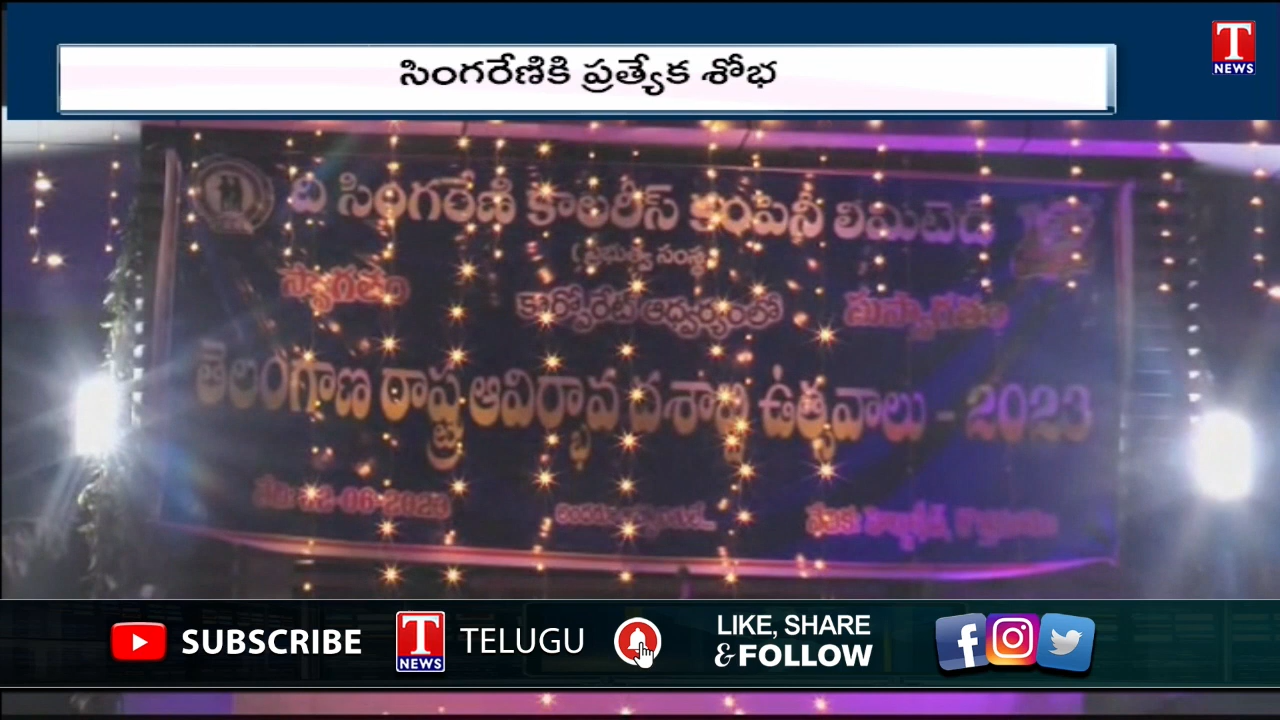 సింగరేణికి ప్రత్యేక శోభ
T
NEWS
ది సింగరేణి కాలరీస్ కంపెనీ లిమిటెడ్
(ప్రభుత్వ సంస్థ)
స్వాగతం కార్పోరేట్ ఆధ్వర్యంలో సుస్వాగతం
తెలంగాణ రాష్ట్ర ఆవిర్భావ దశాబ్ది ఉత్సవాలు - 2023
SUBSCRIBE T NEWS TELUGU LIKE, SHARE
& FOLLOW